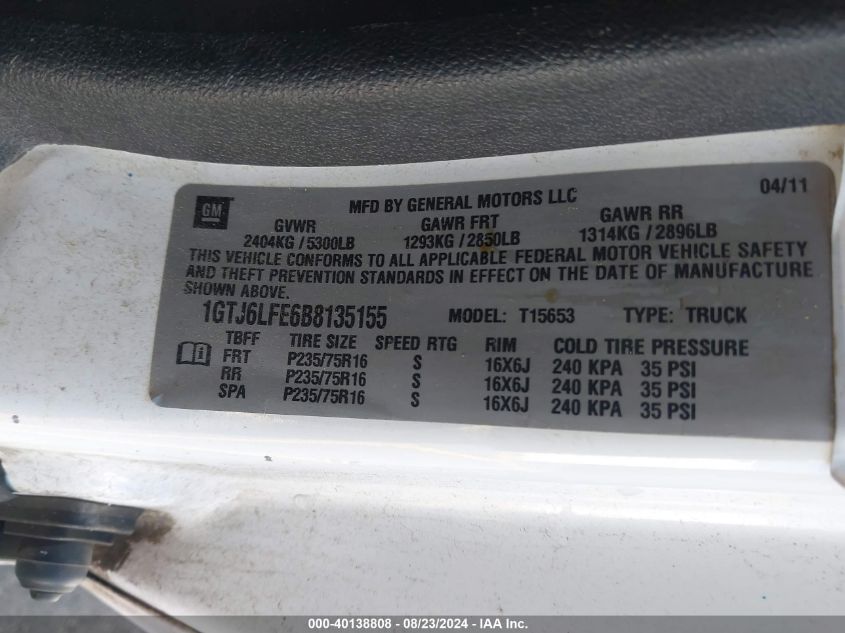 GM
MFD BY GENERAL MOTORS LLC
04/11
GVWR GAWR FRT GAWR RR
2404KG / 5300LB 1293KG / 2850LB 1314KG / 2896LB
THIS VEHICLE CONFORMS TO ALL APPLICABLE FEDERAL MOTOR VEHICLE SAFETY
AND THEFT PREVENTION STANDARDS IN EFFECT ON THE DATE OF MANUFACTURE
SHOWN ABOVE.
1GTJ6LFE6B8135155 MODEL: T15653 TYPE: TRUCK
TBFF TIRE SIZE SPEED RTG RIM COLD TIRE PRESSURE
FRT P235/75R16 S 16X6J 240 KPA 35 PSI
RR P235/75R16 S 16X6J 240 KPA 35 PSI
SPA P235/75R16 S 16X6J 240 KPA 35 PSI
000-40138808 - 08/23/2024 - IAA Inc.